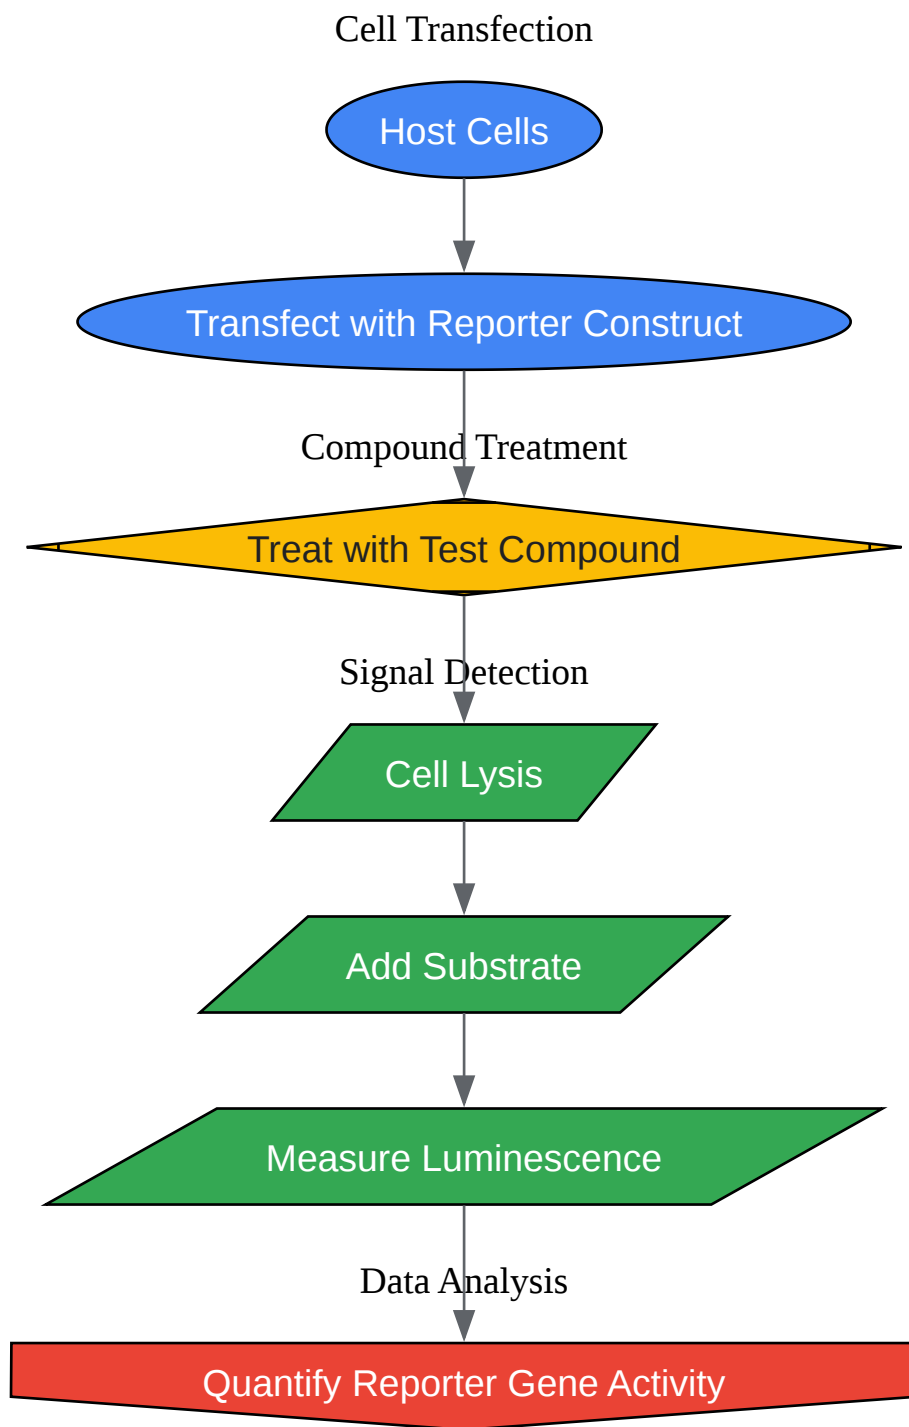 Cell Transfection
Host Cells
Transfect with Reporter Construct
Compound Treatment
Treat with Test Compound
Signal Detection
Cell Lysis
Add Substrate
Measure Luminescence
Data Analysis
Quantify Reporter Gene Activity